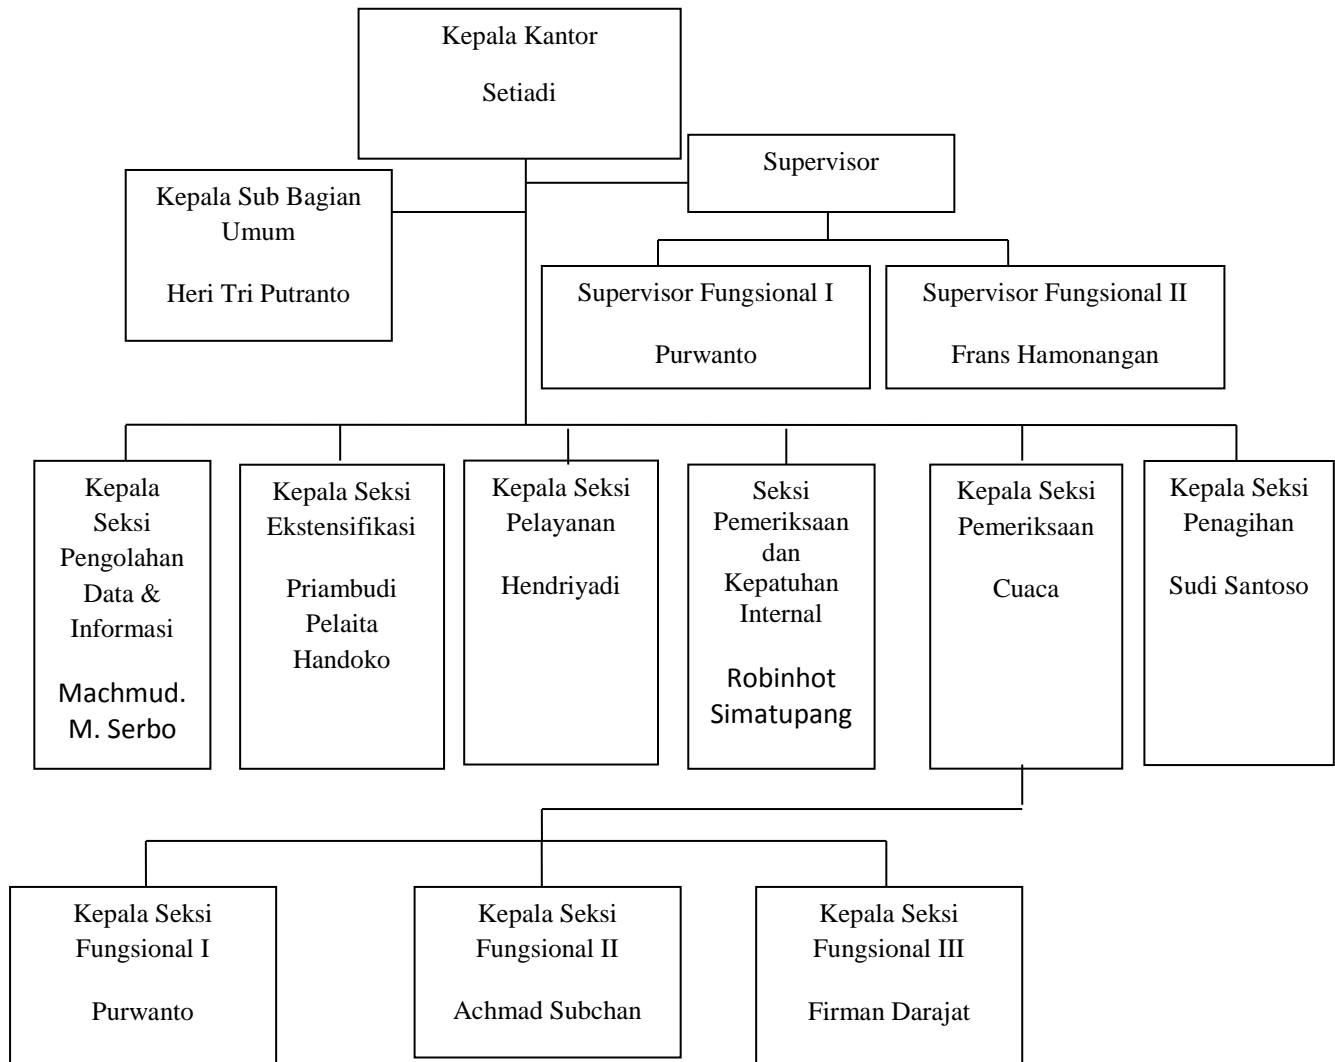 Kepala Kantor
Setiadi
Supervisor
Kepala Sub Bagian
Umum
Heri Tri Putranto
Supervisor Fungsional I
Purwanto
Supervisor Fungsional II
Frans Hamonangan
Kepala
Seksi
Pengolahan
Data &
Informasi
Machmud.
M. Serbo
Kepala Seksi
Ekstensifikasi
Priambudi
Pelaita
Handoko
Kepala Seksi
Pelayanan
Hendriyadi
Seksi
Pemeriksaan
dan
Kepatuhan
Internal
Robinhot
Simatupang
Kepala Seksi
Pemeriksaan
Cuaca
Kepala Seksi
Penagihan
Sudi Santoso
Kepala Seksi
Fungsional I
Purwanto
Kepala Seksi
Fungsional II
Achmad Subchan
Kepala Seksi
Fungsional III
Firman Darajat